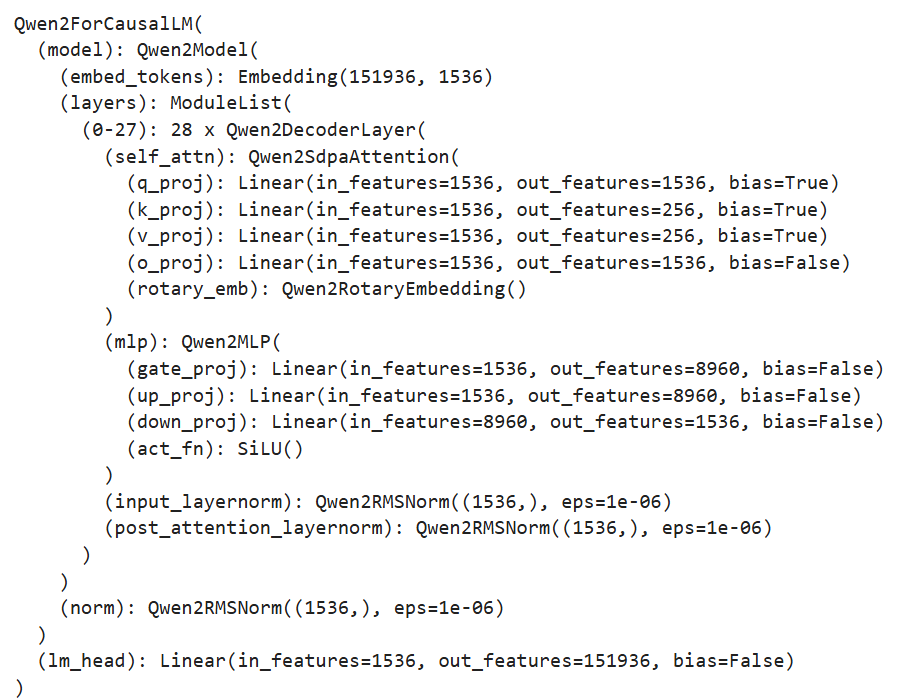 Qwen2ForCausalLM(
  (model): Qwen2Model(
    (embed_tokens): Embedding(151936, 1536)
    (layers): ModuleList(
      (0-27): 28 x Qwen2DecoderLayer(
        (self_attn): Qwen2SdpaAttention(
          (q_proj): Linear(in_features=1536, out_features=1536, bias=True)
          (k_proj): Linear(in_features=1536, out_features=256, bias=True)
          (v_proj): Linear(in_features=1536, out_features=256, bias=True)
          (o_proj): Linear(in_features=1536, out_features=1536, bias=False)
          (rotary_emb): Qwen2RotaryEmbedding()
        )
        (mlp): Qwen2MLP(
          (gate_proj): Linear(in_features=1536, out_features=8960, bias=False)
          (up_proj): Linear(in_features=1536, out_features=8960, bias=False)
          (down_proj): Linear(in_features=8960, out_features=1536, bias=False)
          (act_fn): SiLU()
        )
        (input_layernorm): Qwen2RMSNorm((1536,), eps=1e-06)
        (post_attention_layernorm): Qwen2RMSNorm((1536,), eps=1e-06)
      )
    )
    (norm): Qwen2RMSNorm((1536,), eps=1e-06)
  )
  (lm_head): Linear(in_features=1536, out_features=151936, bias=False)
)